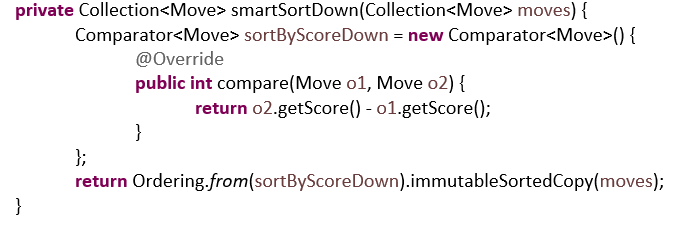 private Collection<Move> smartSortDown(Collection<Move> moves) {
Comparator<Move> sortByScoreDown = new Comparator<Move>() {
@Override
public int compare(Move o1, Move o2) {
return o2.getScore() - o1.getScore();
}
};
return Ordering.from(sortByScoreDown).immutableSortedCopy(moves);
}